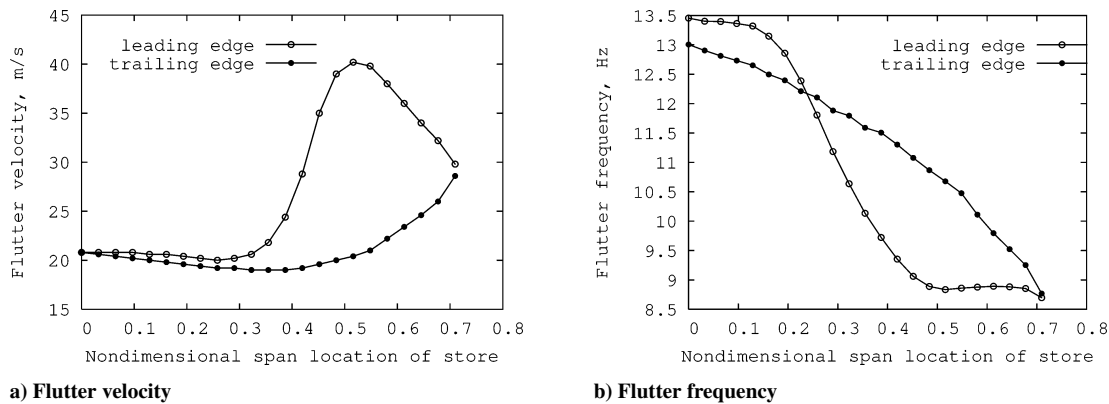 45
40
35
30
25
20
15
Flutter velocity, m/s
leading edge
trailing edge
0 0.1 0.2 0.3 0.4 0.5 0.6 0.7 0.8
Nondimensional span location of store
a) Flutter velocity
13.5
13
12.5
12
11.5
11
10.5
10
9.5
9
8.5
Flutter frequency, Hz
leading edge
trailing edge
0 0.1 0.2 0.3 0.4 0.5 0.6 0.7 0.8
Nondimensional span location of store
b) Flutter frequency